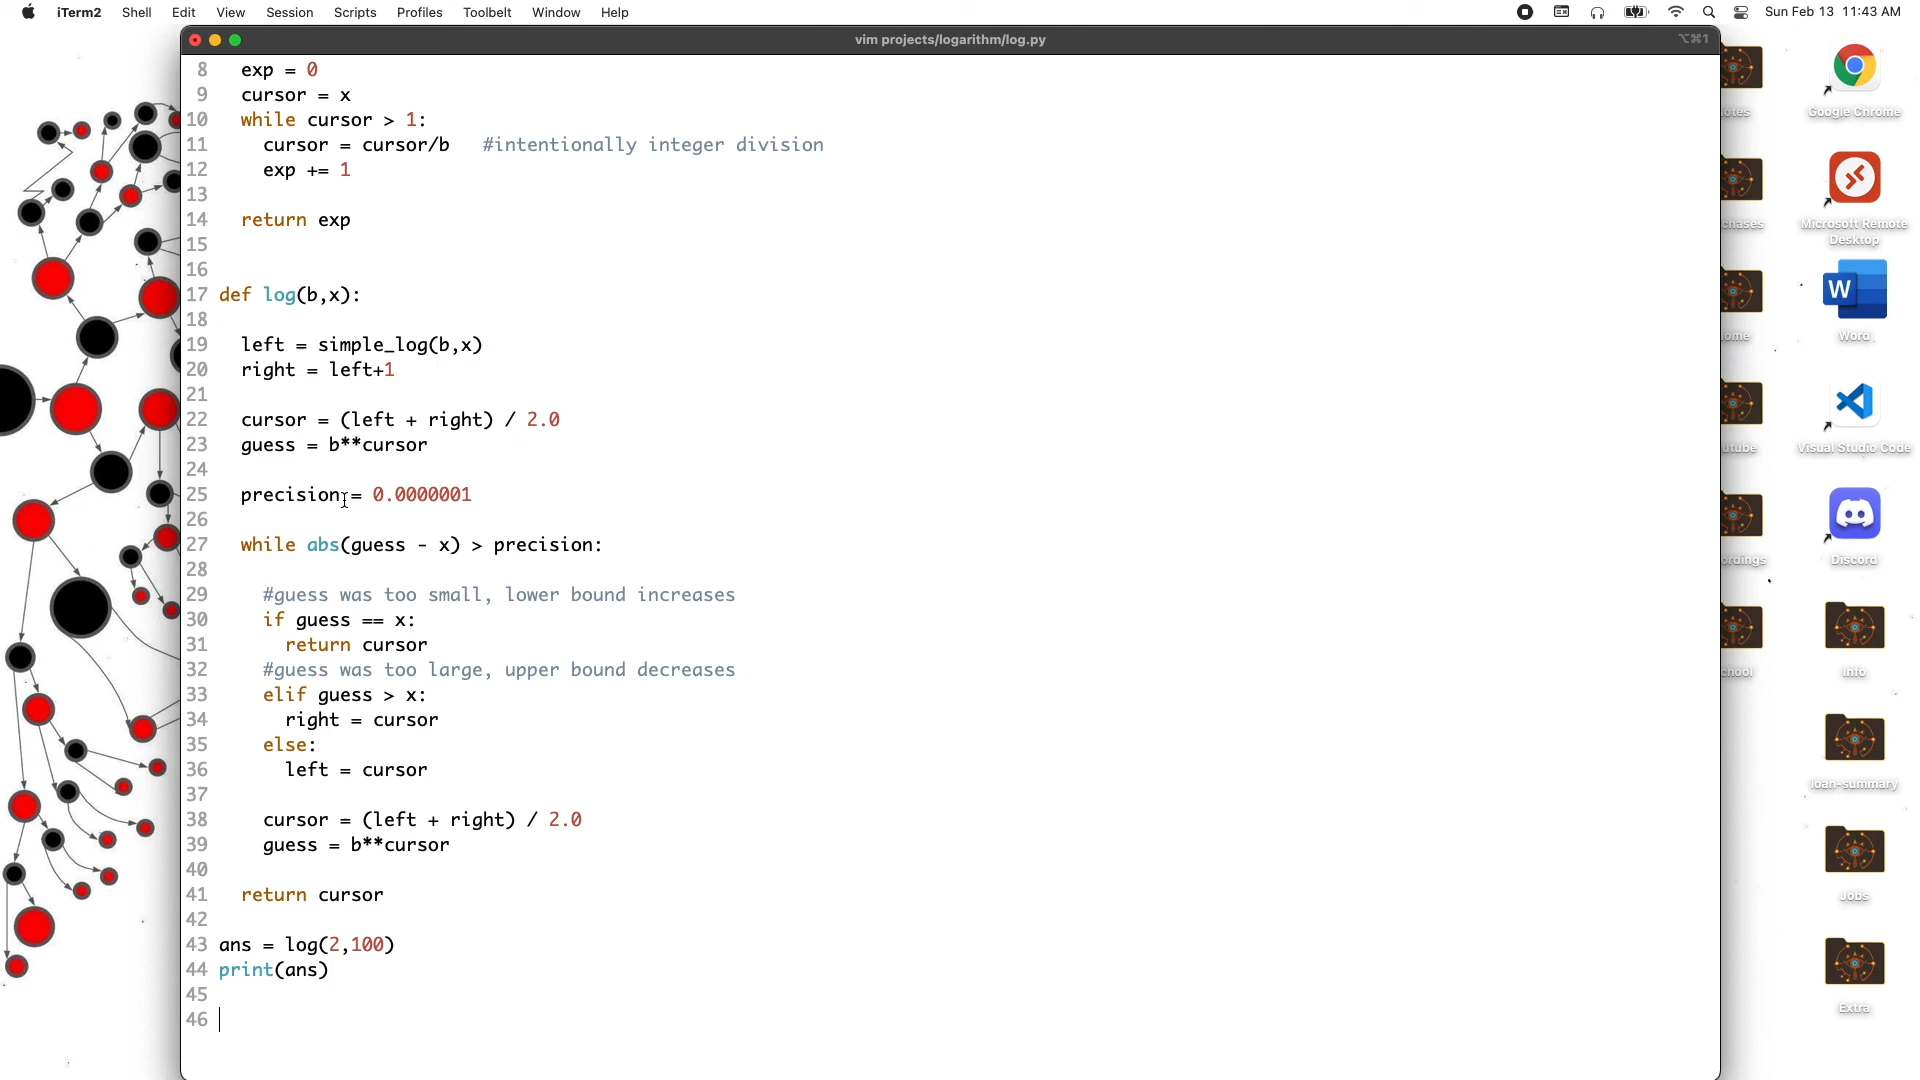 iTerm2 Shell Edit View Session Scripts Profiles Toolbelt Window Help Sun Feb 13 11:43 AM
vim projects/logarithm/log.py ⌥⌘1
8 exp = 0
9 cursor = x
10 while cursor > 1:
11 cursor = cursor/b #intentionally integer division
12 exp += 1
13
14 return exp
15
16
17 def log(b,x):
18
19 left = simple_log(b,x)
20 right = left+1
21
22 cursor = (left + right) / 2.0
23 guess = b**cursor
24
25 precision = 0.0000001
26
27 while abs(guess - x) > precision:
28
29 #guess was too small, lower bound increases
30 if guess == x:
31 return cursor
32 #guess was too large, upper bound decreases
33 elif guess > x:
34 right = cursor
35 else:
36 left = cursor
37
38 cursor = (left + right) / 2.0
39 guess = b**cursor
40
41 return cursor
42
43 ans = log(2,100)
44 print(ans)
45
46
Google Chrome
Microsoft Remote
Desktop
W
Word
Visual Studio Code
Discord
Info
loan-summary
Jobs
Extra